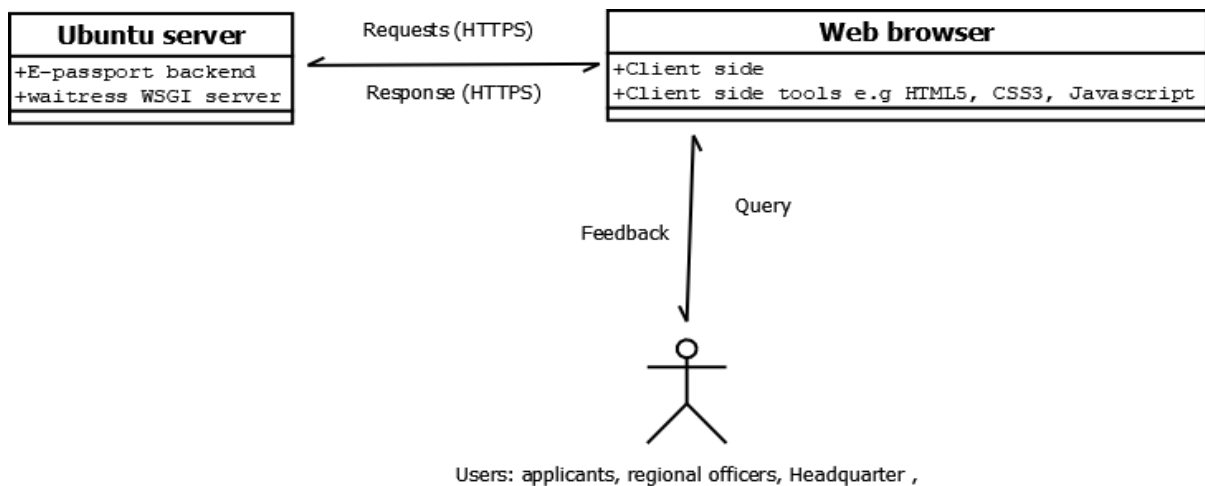 Ubuntu server
+E-passport backend
+waitress WSGI server
Requests (HTTPS)
Response (HTTPS)
Web browser
+Client side
+Client side tools e.g HTML5, CSS3, Javascript
Query
Feedback
Users: applicants, regional officers, Headquarter ,